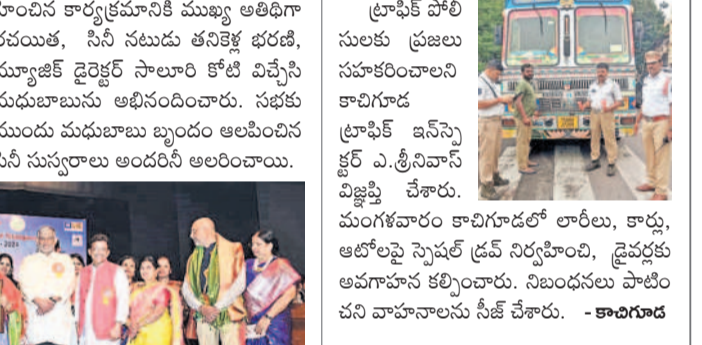 హించిన కార్యక్రమానికి ముఖ్య అతిథిగా
రచయిత, సినీ నటుడు తనికెళ్ల భరణి,
మ్యూజిక్ డైరెక్టర్ సాలూరి కోటి విచ్చేసి
మధుబాబును అభినందించారు. సభకు
ముందు మధుబాబు బృందం ఆలపించిన
సినీ సుస్వరాలు అందరినీ అలరించాయి.
ట్రాఫిక్ పోలీ
సులకు ప్రజలు
సహకరించాలని
కాచిగూడ
ట్రాఫిక్ ఇన్‌స్పె
క్టర్ ఎ.శ్రీనివాస్
విజ్ఞప్తి చేశారు.
మంగళవారం కాచిగూడలో లారీలు, కార్లు,
ఆటోలపై స్పెషల్ డ్రవ్ నిర్వహించి, డ్రైవర్లకు
అవగాహన కల్పించారు. నిబంధనలు పాటిం
చని వాహనాలను సీజ్ చేశారు. - కాచిగూడ